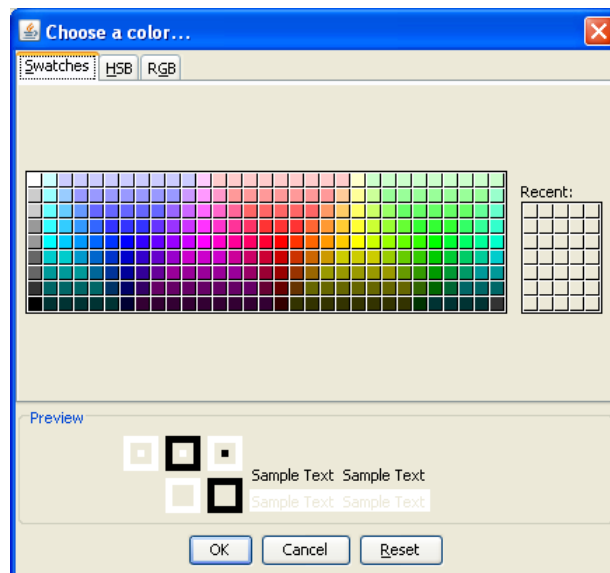 Choose a color...
Swatches HSB RGB
Recent:
Preview
Sample Text Sample Text
Sample Text Sample Text
OK Cancel Reset